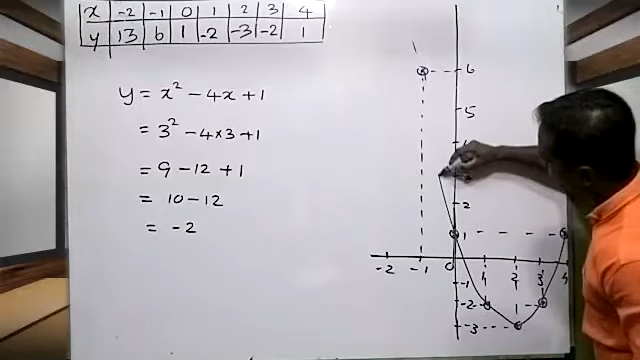 x -2 -1 0 1 2 3 4
y 13 6 1 -2 -3 -2 1
y = x² - 4x + 1
= 3² - 4×3 + 1
= 9 - 12 + 1
= 10 - 12
= -2
6
5
2
1
-2 -1 0 1 2 3 4
-1
-2
-3